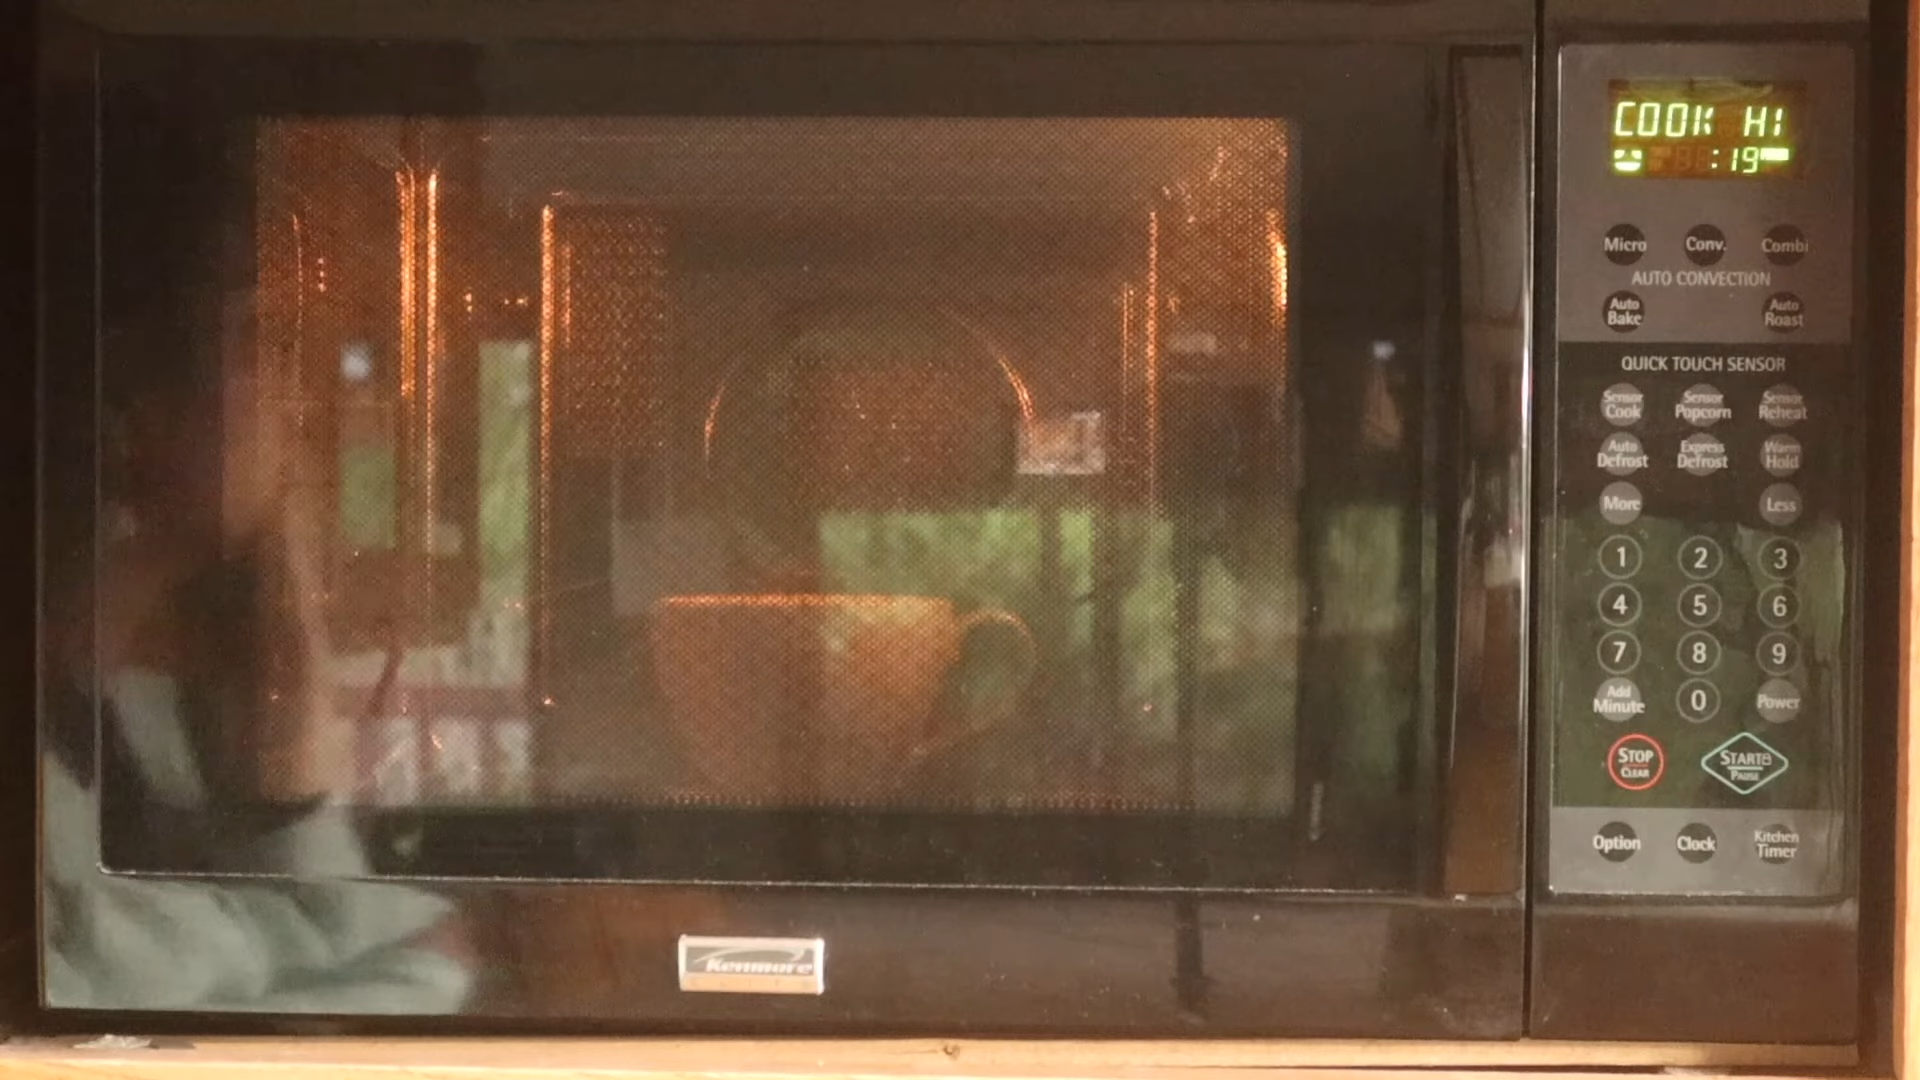 COOK HI
:19
Micro Conv. Combi
AUTO CONVECTION
Auto Bake Auto Roast
QUICK TOUCH SENSOR
Sensor Cook Sensor Popcorn Sensor Reheat
Auto Defrost Express Defrost Warm Hold
More Less
1 2 3
4 5 6
7 8 9
Add Minute 0 Power
STOP CLEAR START PAUSE
Option Clock Kitchen Timer
Kenmore